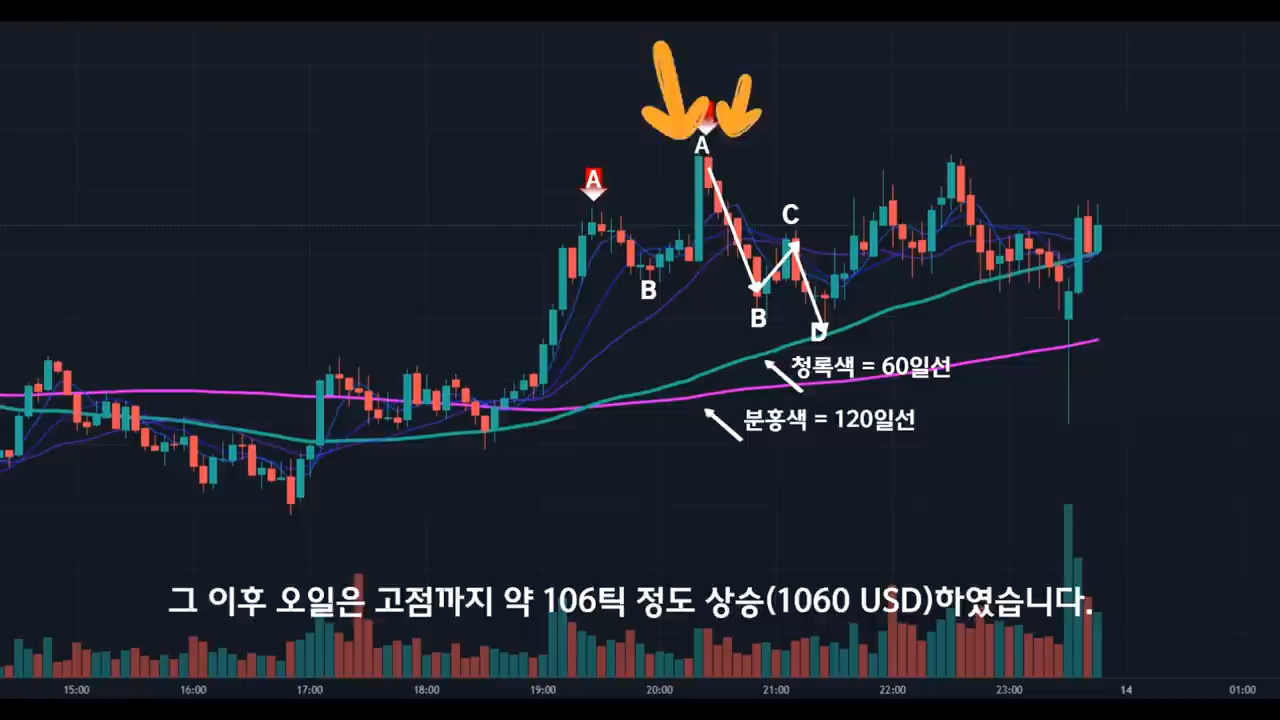 A
A
C
B
B
D
청록색 = 60일선
분홍색 = 120일선
그 이후 오일은 고점까지 약 106틱 정도 상승(1060 USD)하였습니다.
15:00 16:00 17:00 18:00 19:00 20:00 21:00 22:00 23:00 14 01:00